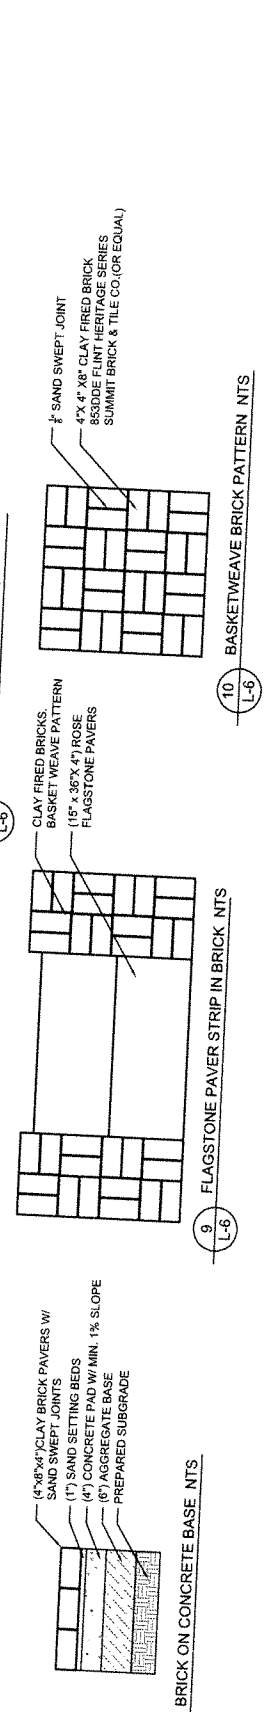 (4"x8"x4")CLAY BRICK PAVERS W/
SAND SWEPT JOINTS
(1") SAND SETTING BEDS
(4") CONCRETE PAD W/ MIN. 1% SLOPE
(6") AGGREGATE BASE
PREPARED SUBGRADE
BRICK ON CONCRETE BASE NTS
L-6
CLAY FIRED BRICKS.
BASKET WEAVE PATTERN
(15" x 36"X 4") ROSE
FLAGSTONE PAVERS
9
L-6
FLAGSTONE PAVER STRIP IN BRICK NTS
SAND SWEPT JOINT
4"X 4" X8" CLAY FIRED BRICK
853DDE FLINT HERITAGE SERIES
SUMMIT BRICK & TILE CO.(OR EQUAL)
10
L-6
BASKETWEAVE BRICK PATTERN NTS